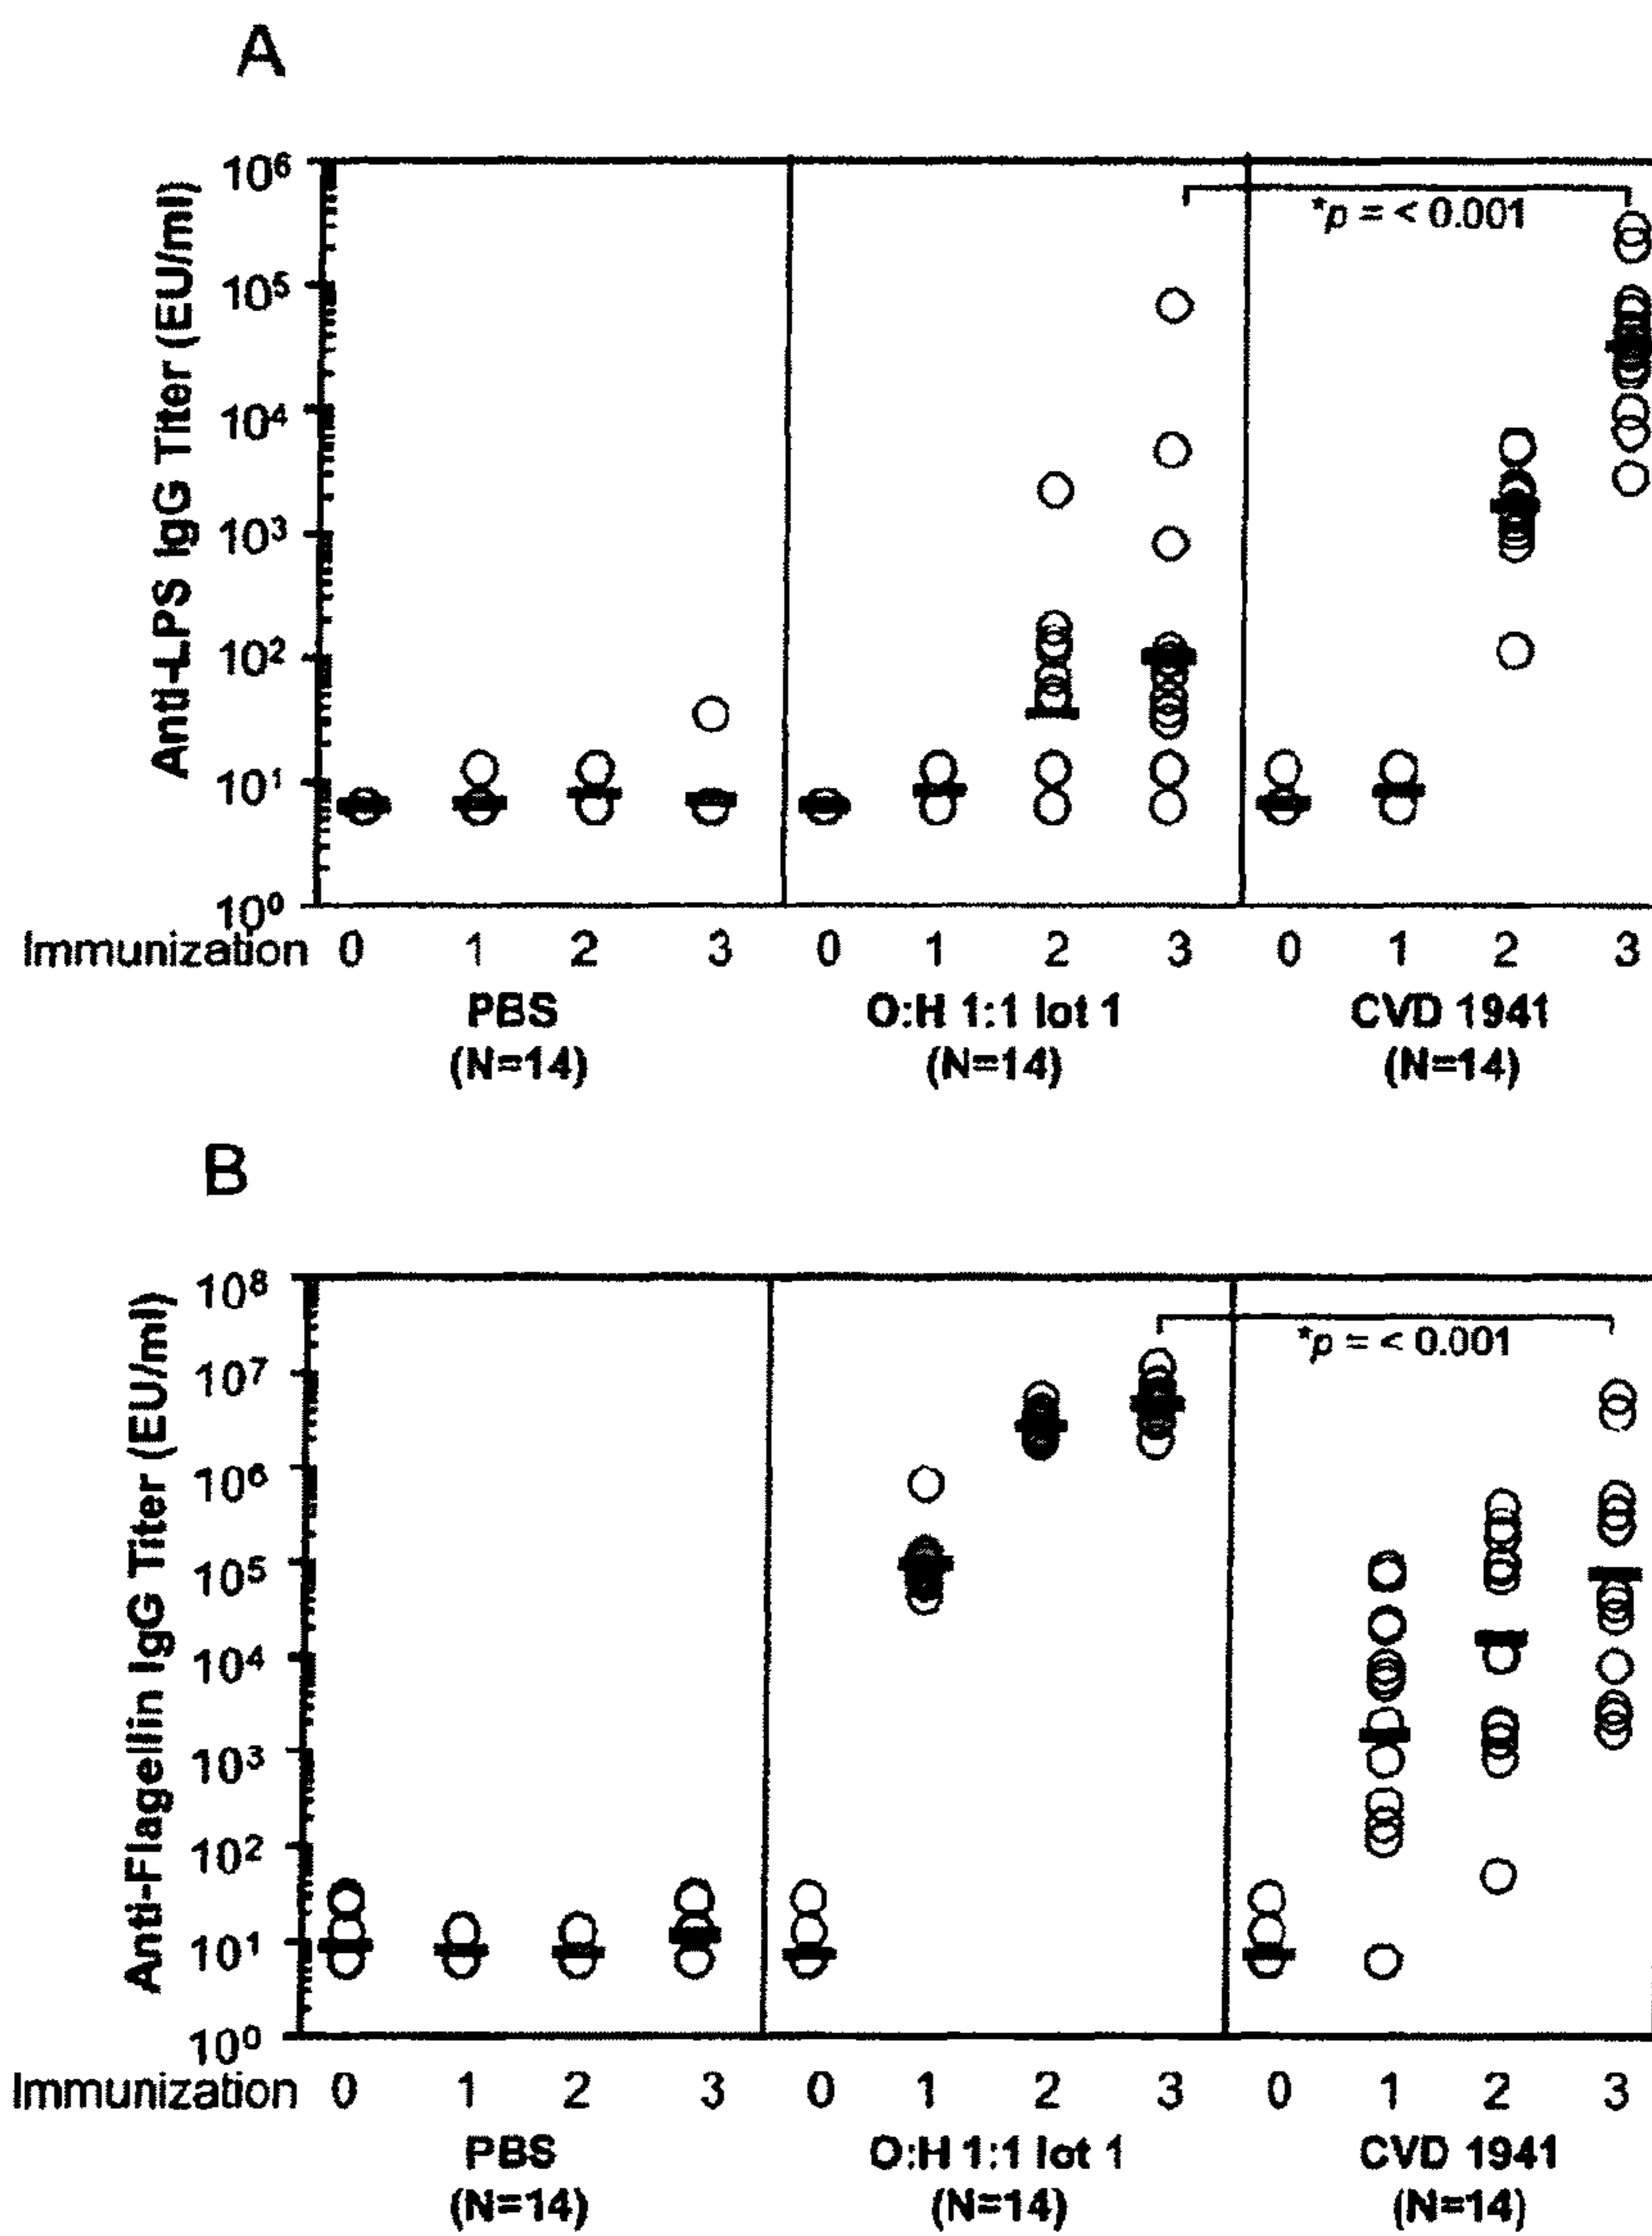 A
Anti-LPS IgG Titer (EU/ml)
10⁶
10⁵
10⁴
10³
10²
10¹
10⁰
*p = < 0.001
Immunization 0 1 2 3 0 1 2 3 0 1 2 3
PBS O:H 1:1 lot 1 CVD 1941
(N=14) (N=14) (N=14)
B
Anti-Flagellin IgG Titer (EU/ml)
10⁸
10⁷
10⁶
10⁵
10⁴
10³
10²
10¹
10⁰
*p = < 0.001
Immunization 0 1 2 3 0 1 2 3 0 1 2 3
PBS O:H 1:1 lot 1 CVD 1941
(N=14) (N=14) (N=14)